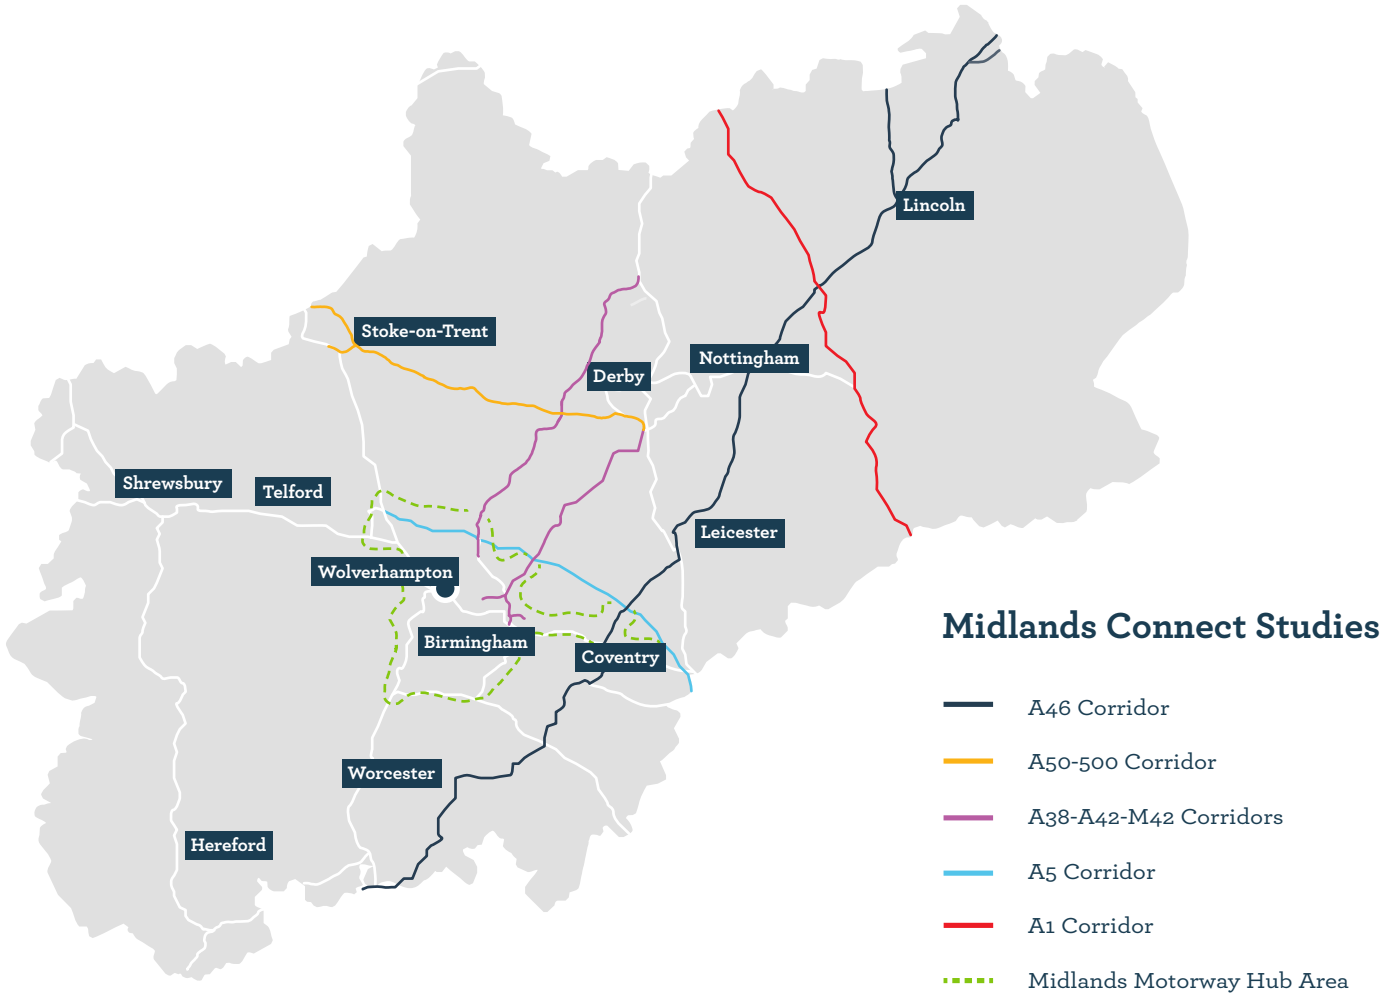 Lincoln
Stoke-on-Trent
Nottingham
Derby
Shrewsbury
Telford
Leicester
Wolverhampton
Birmingham
Coventry
Worcester
Hereford
Midlands Connect Studies
A46 Corridor
A50-500 Corridor
A38-A42-M42 Corridors
A5 Corridor
A1 Corridor
Midlands Motorway Hub Area